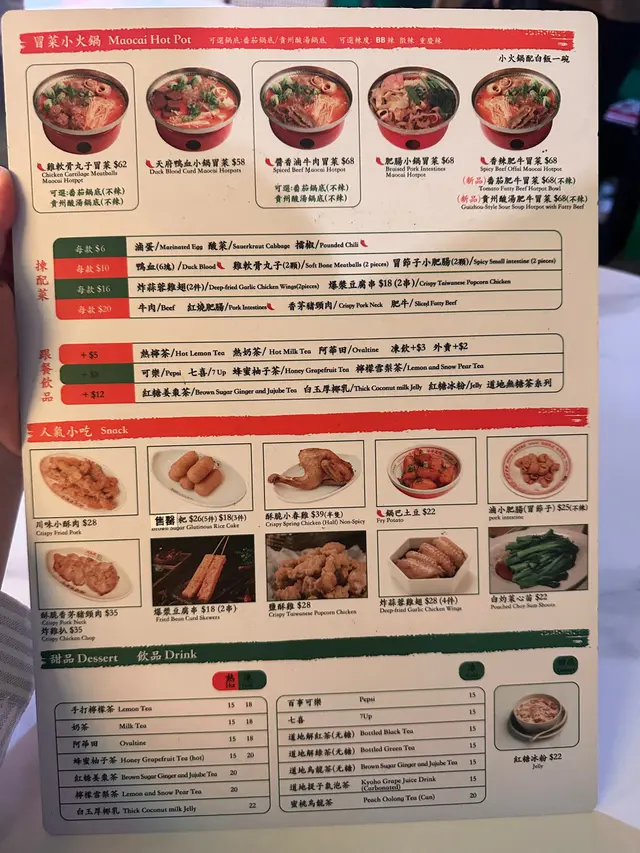 冒菜小火鍋 Maocai Hot Pot 可選鍋底:番茄鍋底/貴州酸湯鍋底 可選辣度: BB辣 微辣 重慶辣
小火鍋配白飯一碗
雞軟骨丸子冒菜 $62
Chicken Cartilage Meatballs Maocai Hotpot
可選:番茄鍋底(不辣)
貴州酸湯鍋底(不辣)
天府鴨血小鍋冒菜 $58
Duck Blood Curd Maocai Hotpots
醬香滷牛肉冒菜 $68
Spiced Beef Maocai Hotpot
可選:番茄鍋底(不辣)
貴州酸湯鍋底(不辣)
肥腸小鍋冒菜 $68
Braised Pork Intestines Maocai Hotpot
香辣肥牛冒菜 $68
Spicy Beef Offal Maocai Hotpot
(新品)番茄肥牛冒菜 $68(不辣)
Tomato Fatty Beef Hotpot Bowl
(新品)貴州酸湯肥牛冒菜 $68(不辣)
Guizhou-Style Sour Soup Hotpot with Fatty Beef
揀配菜
每款 $6 滷蛋/Marinated Egg 酸菜/Sauerkraut Cabbage 擂椒/Pounded Chili
每款 $10 鴨血(6塊)/Duck Blood 雞軟骨丸子(2顆)/Soft Bone Meatballs (2 pieces) 冒節子小肥腸(2顆)/Spicy Small intestine (2 pieces)
每款 $16 炸蒜蓉雞翅(2件)/Deep-fried Garlic Chicken Wings(2pieces) 爆漿豆腐串 $18 (2串)/Crispy Taiwanese Popcorn Chicken
每款 $20 牛肉/Beef 紅燒肥腸/Pork Intestines 香茅豬頸肉/Crispy Pork Neck 肥牛/Sliced Fatty Beef
跟餐飲品
+ $5 熱檸茶/Hot Lemon Tea 熱奶茶/Hot Milk Tea 阿華田/Ovaltine 凍飲+$3 外賣+$2
可樂/Pepsi 七喜/7 Up 蜂蜜柚子茶/Honey Grapefruit Tea 檸檬雪梨茶/Lemon and Snow Pear Tea
+ $12 紅糖姜棗茶/Brown Sugar Ginger and Jujube Tea 白玉厚椰乳/Thick Coconut milk Jelly 紅糖冰粉/Jelly 道地無糖茶系列
人氣小吃 Snack
川味小酥肉 $28
Crispy Fried Pork
售罄 粑 $26(5件) $18(3件)
Brown Sugar Glutinous Rice Cake
酥脆小春雞 $39(半隻)
Crispy Spring Chicken (Half) Non-Spicy
鍋巴土豆 $22
Fry Potato
滷小肥腸(冒節子) $25(不辣)
pork intestine
酥脆香茅豬頸肉 $35
Crispy Pork Neck
炸雞扒 $35
Crispy Chicken Chop
爆漿豆腐串 $18 (2串)
Fried Bean Curd Skewers
鹽酥雞 $28
Crispy Taiwanese Popcorn Chicken
炸蒜蓉雞翅 $28 (4件)
Deep-fried Garlic Chicken Wings
白灼菜心苗 $22
Poached Choy Sum Shoots
甜品 Dessert 飲品 Drink
熱 Hot 凍
手打檸檬茶 Lemon Tea 15 18
奶茶 Milk Tea 15 18
阿華田 Ovaltine 15 18
蜂蜜柚子茶 Honey Grapefruit Tea (hot) 15 20
紅糖姜棗茶 Brown Sugar Ginger and Jujube Tea 20
檸檬雪梨茶 Lemon and Snow Pear Tea 20
白玉厚椰乳 Thick Coconut milk Jelly 22
凍
百事可樂 Pepsi 15
七喜 7Up 15
道地解紅茶(无糖) Bottled Black Tea 15
道地解綠茶(无糖) Bottled Green Tea 15
道地烏龍茶(无糖) Brown Sugar Ginger and Jujube Tea 15
道地提子氣泡茶 Kyoho Grape Juice Drink (Carbonated) 15
蜜桃烏龍茶 Peach Oolong Tea (Can) 20
甜品
紅糖冰粉 $22
Jelly